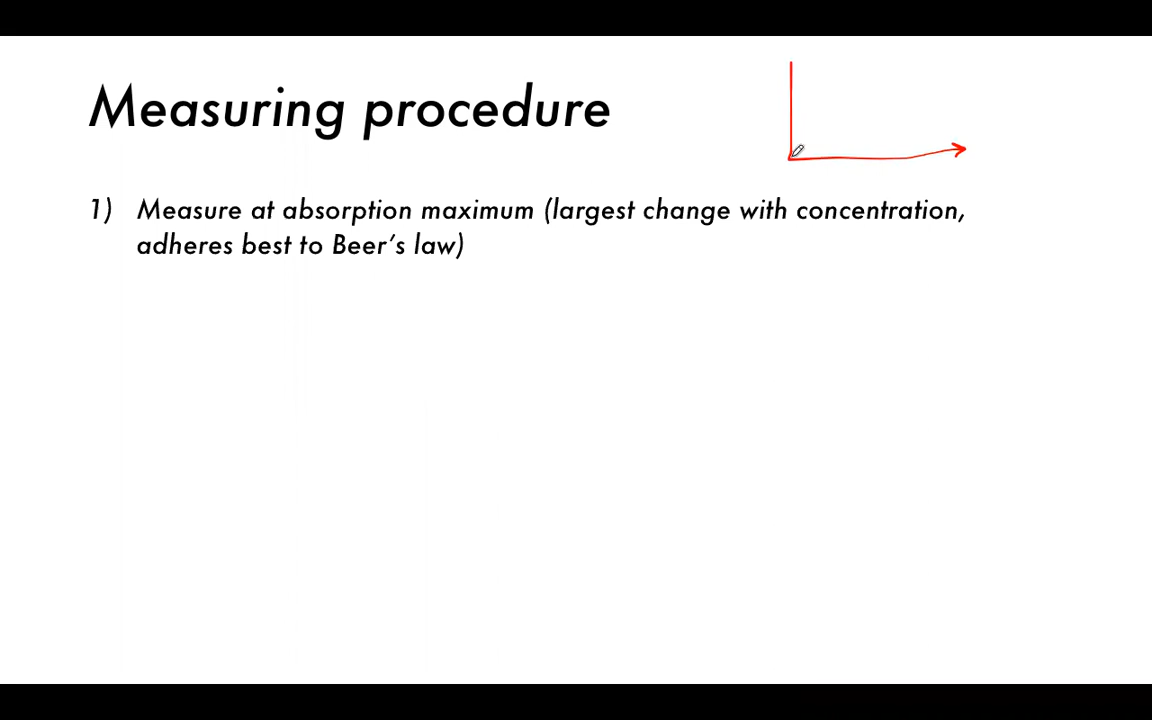 Measuring procedure
1) Measure at absorption maximum (largest change with concentration,
adheres best to Beer’s law)